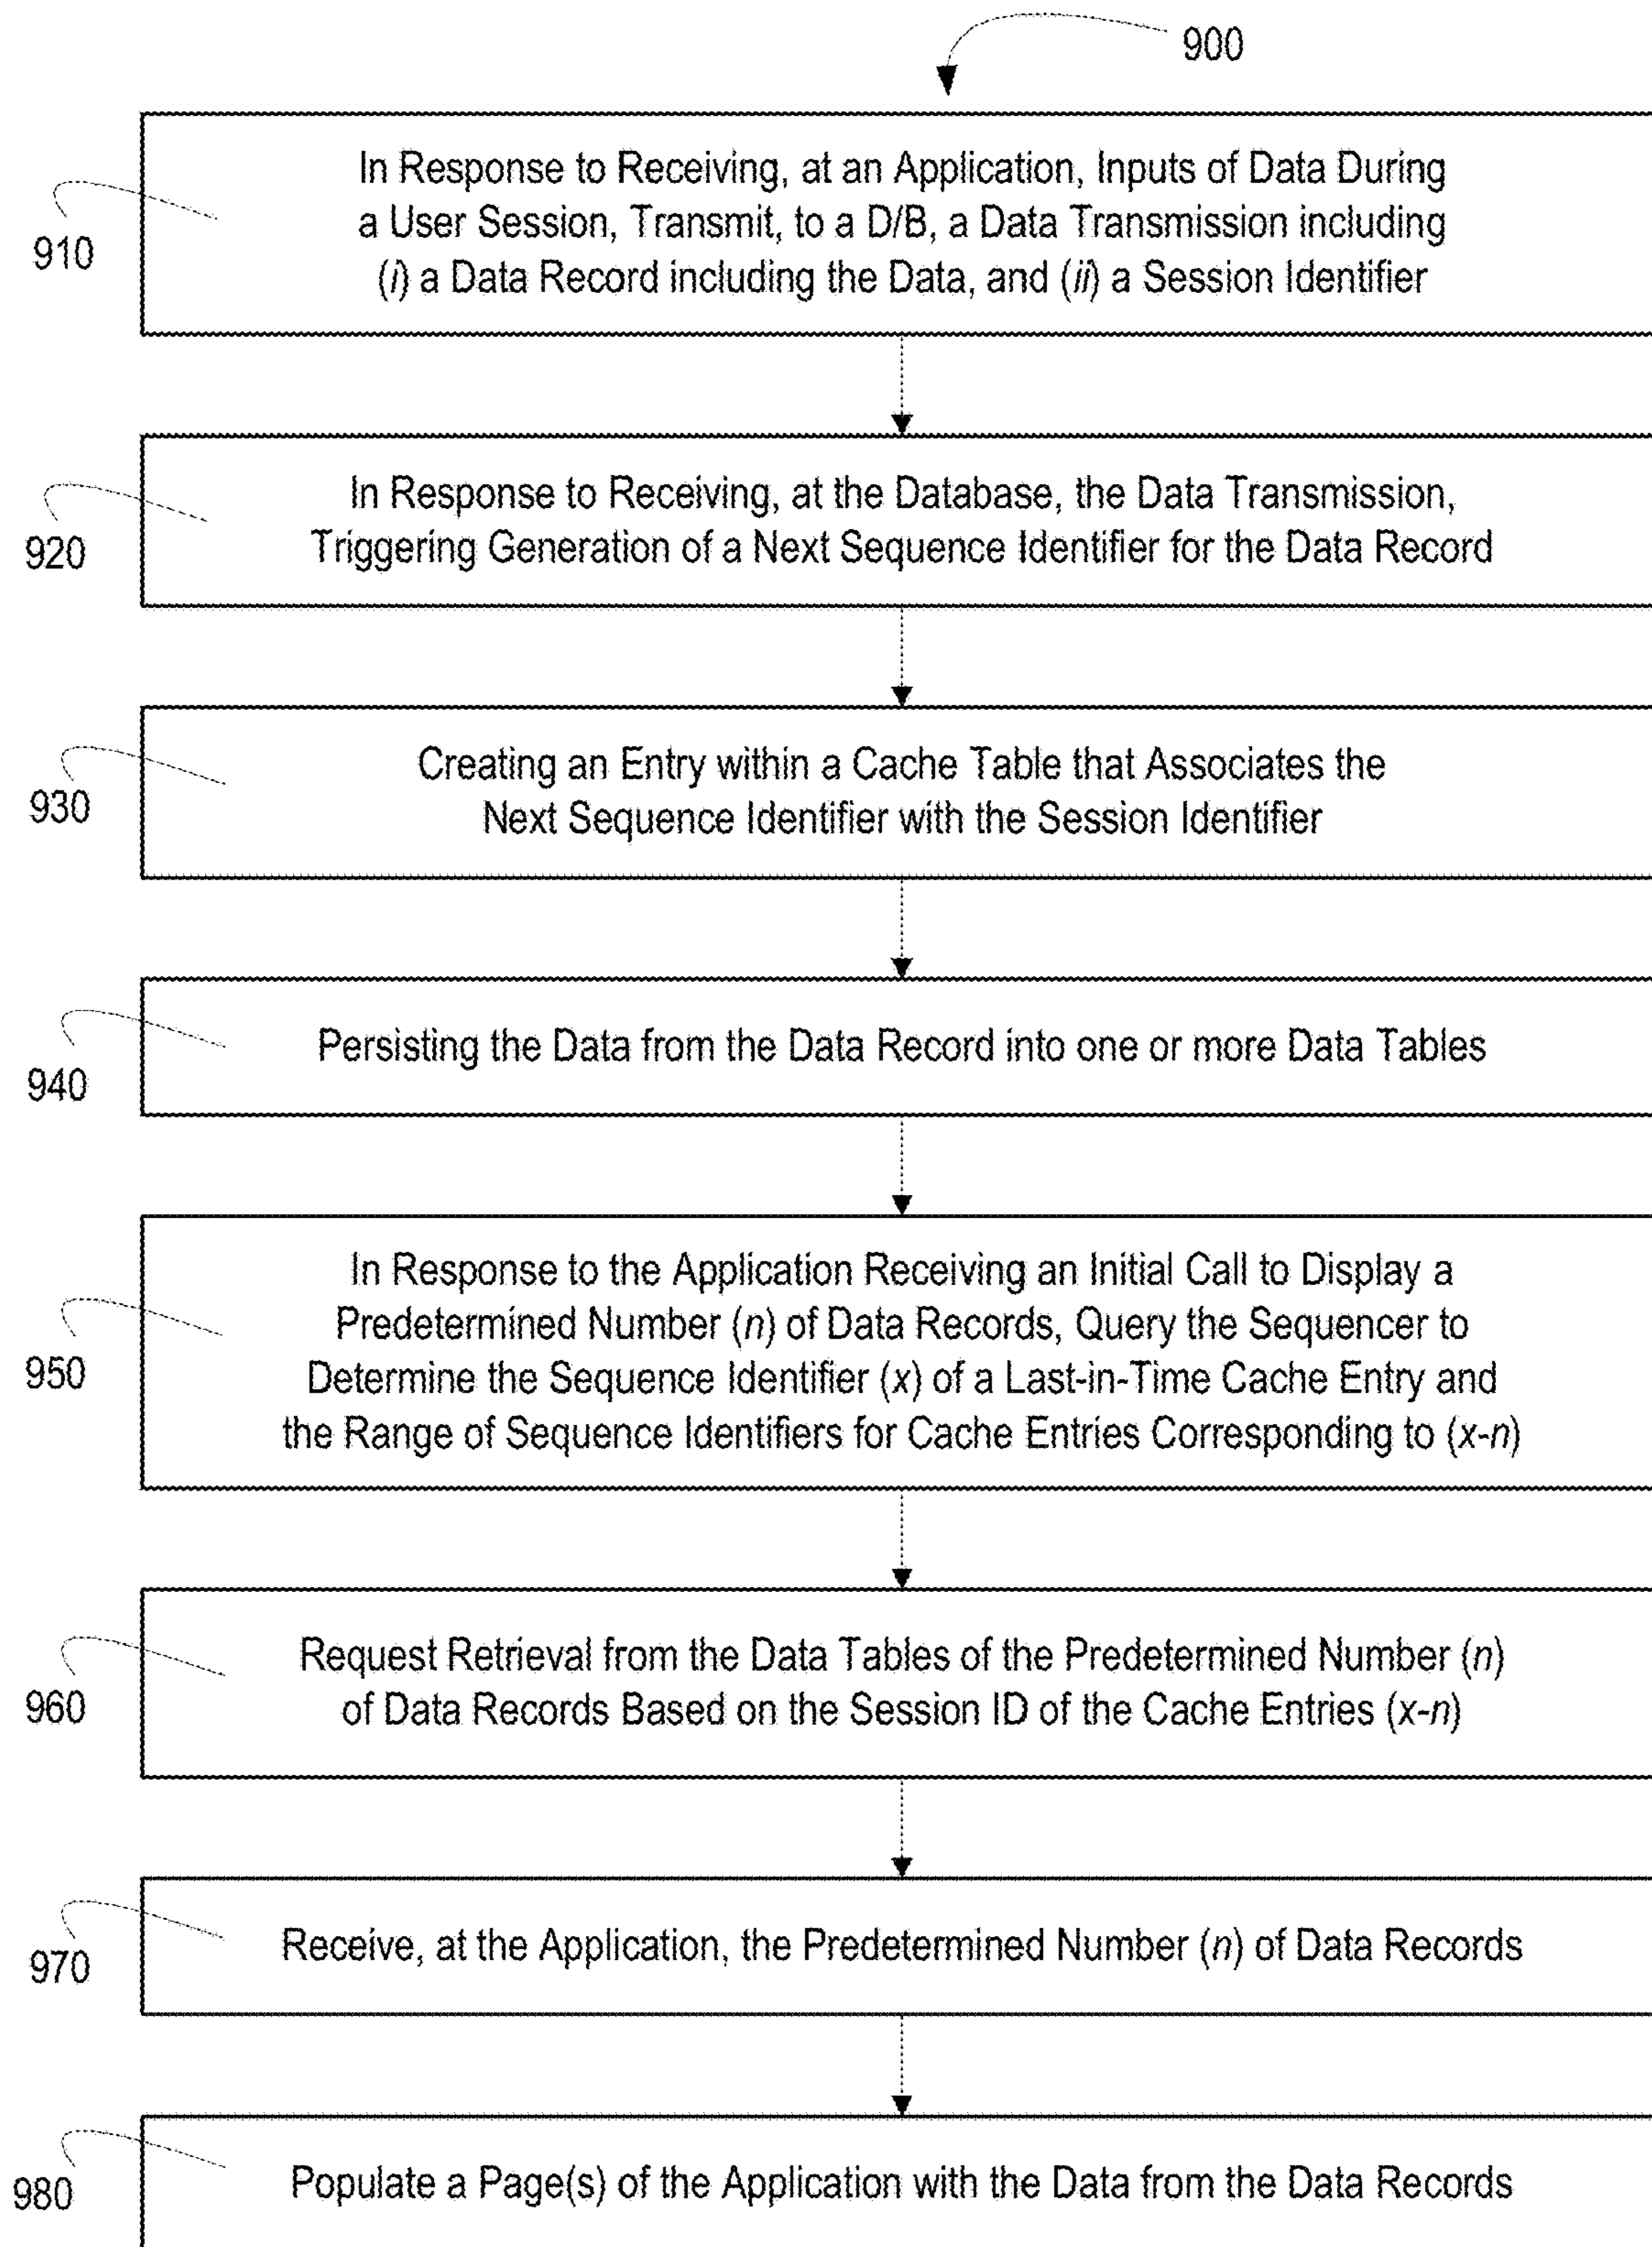 900
In Response to Receiving, at an Application, Inputs of Data During
a User Session, Transmit, to a D/B, a Data Transmission including
(i) a Data Record including the Data, and (ii) a Session Identifier
910
In Response to Receiving, at the Database, the Data Transmission,
Triggering Generation of a Next Sequence Identifier for the Data Record
920
Creating an Entry within a Cache Table that Associates the
Next Sequence Identifier with the Session Identifier
930
Persisting the Data from the Data Record into one or more Data Tables
940
In Response to the Application Receiving an Initial Call to Display a
Predetermined Number (n) of Data Records, Query the Sequencer to
Determine the Sequence Identifier (x) of a Last-in-Time Cache Entry and
the Range of Sequence Identifiers for Cache Entries Corresponding to (x-n)
950
Request Retrieval from the Data Tables of the Predetermined Number (n)
of Data Records Based on the Session ID of the Cache Entries (x-n)
960
Receive, at the Application, the Predetermined Number (n) of Data Records
970
Populate a Page(s) of the Application with the Data from the Data Records
980